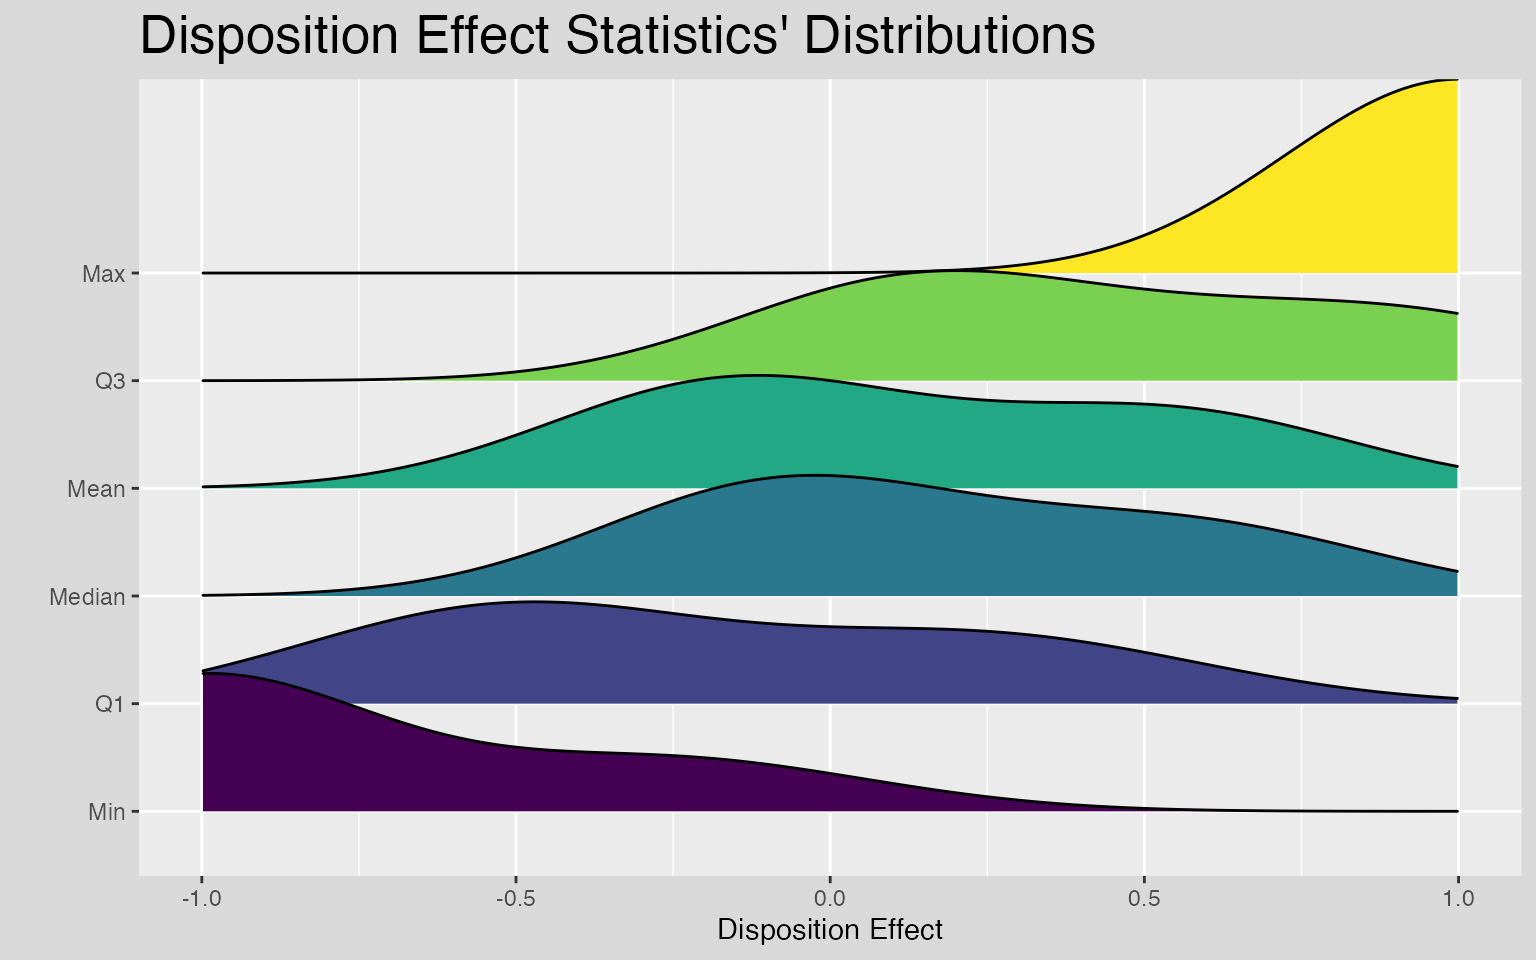 Disposition Effect Statistics' Distributions
Max
Q3
Mean
Median
Q1
Min
-1.0 -0.5 0.0 0.5 1.0
Disposition Effect